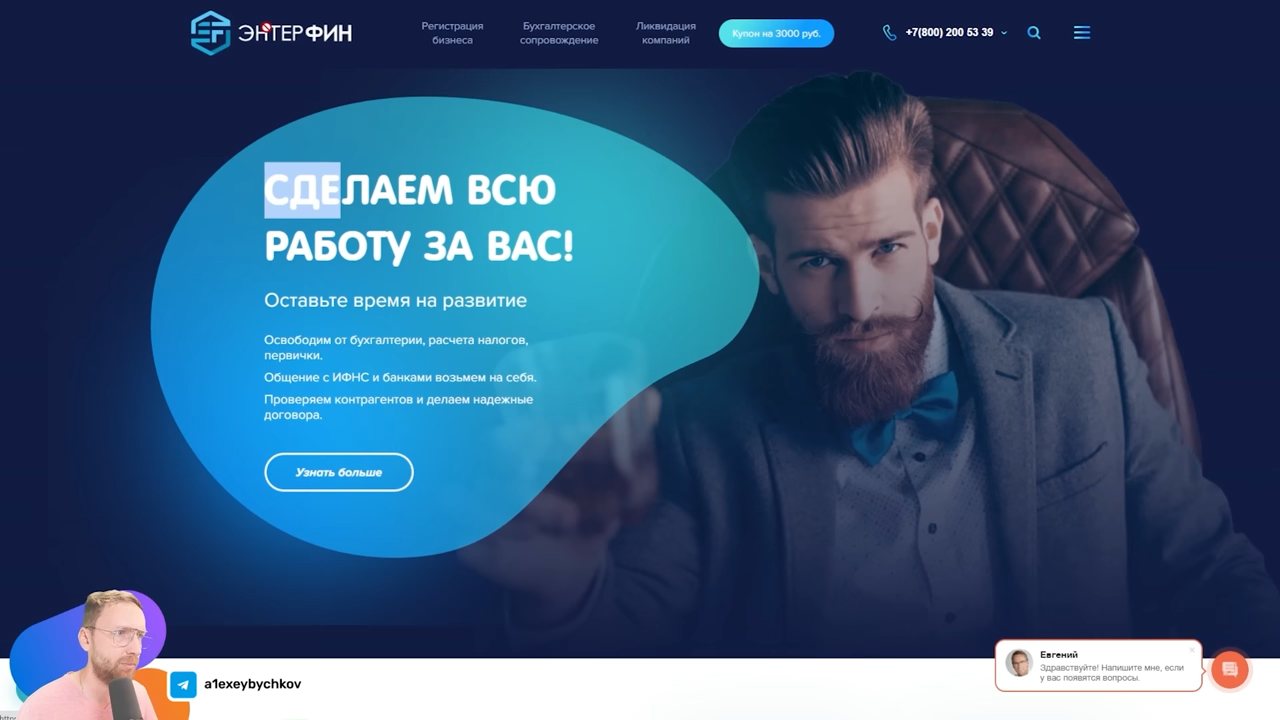 ЭНТЕРФИН
Регистрация
бизнеса
Бухгалтерское
сопровождение
Ликвидация
компаний
Купон на 3000 руб.
+7(800) 200 53 39
СДЕЛАЕМ ВСЮ
РАБОТУ ЗА ВАС!
Оставьте время на развитие
Освободим от бухгалтерии, расчета налогов,
первички.
Общение с ИФНС и банками возьмем на себя.
Проверяем контрагентов и делаем надежные
договора.
Узнать больше
Евгений
Здравствуйте! Напишите мне, если
у вас появятся вопросы.
a1exeybychkov